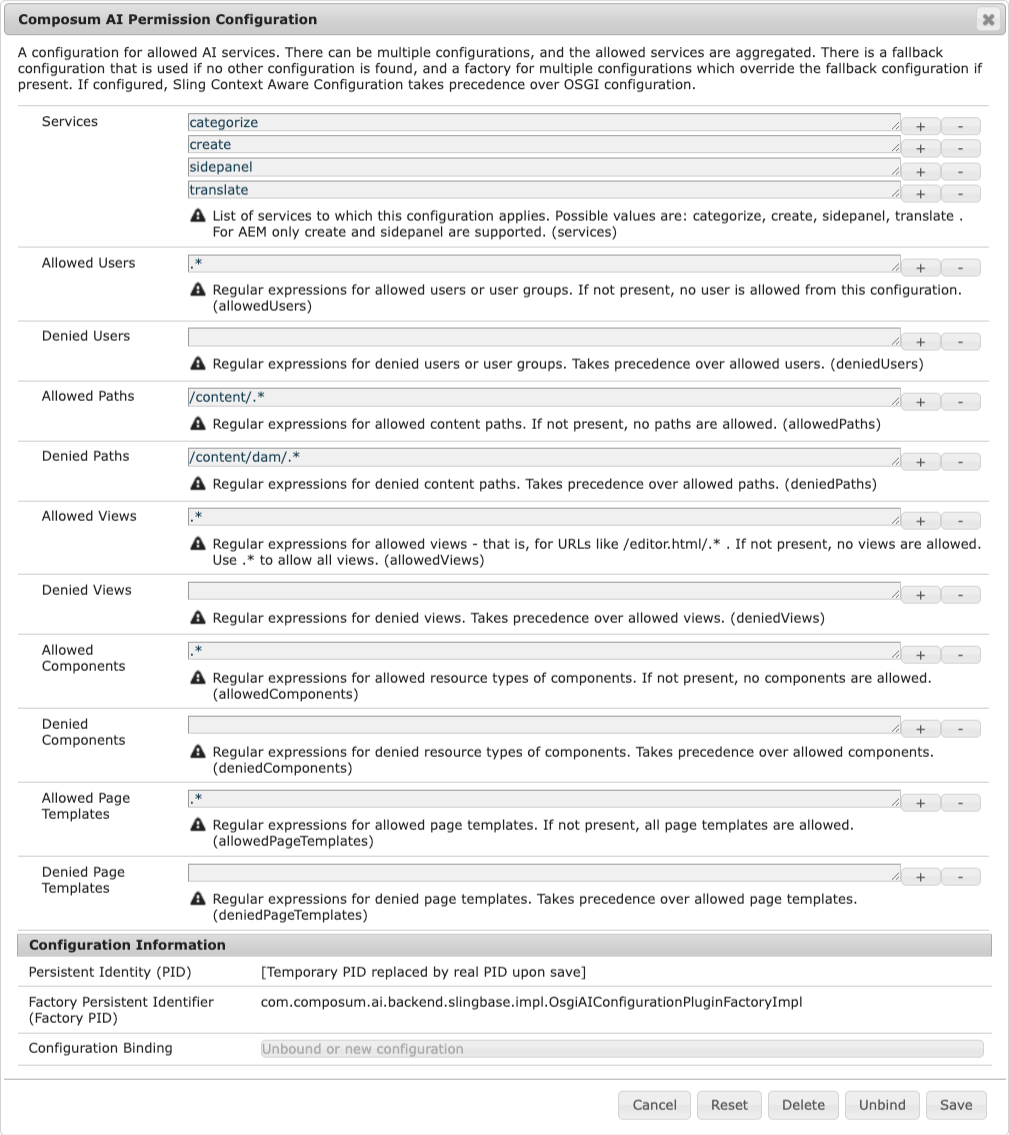 Composum AI Permission Configuration
A configuration for allowed AI services. There can be multiple configurations, and the allowed services are aggregated. There is a fallback
configuration that is used if no other configuration is found, and a factory for multiple configurations which override the fallback configuration if
present. If configured, Sling Context Aware Configuration takes precedence over OSGI configuration.
Services
categorize + -
create + -
sidepanel + -
translate + -
List of services to which this configuration applies. Possible values are: categorize, create, sidepanel, translate .
For AEM only create and sidepanel are supported. (services)
Allowed Users
.* + -
Regular expressions for allowed users or user groups. If not present, no user is allowed from this configuration.
(allowedUsers)
Denied Users
+ -
Regular expressions for denied users or user groups. Takes precedence over allowed users. (deniedUsers)
Allowed Paths
/content/.* + -
Regular expressions for allowed content paths. If not present, no paths are allowed. (allowedPaths)
Denied Paths
/content/dam/.* + -
Regular expressions for denied content paths. Takes precedence over allowed paths. (deniedPaths)
Allowed Views
.* + -
Regular expressions for allowed views - that is, for URLs like /editor.html/.* . If not present, no views are allowed.
Use .* to allow all views. (allowedViews)
Denied Views
+ -
Regular expressions for denied views. Takes precedence over allowed views. (deniedViews)
Allowed
Components
.* + -
Regular expressions for allowed resource types of components. If not present, no components are allowed.
(allowedComponents)
Denied
Components
+ -
Regular expressions for denied resource types of components. Takes precedence over allowed components.
(deniedComponents)
Allowed Page
Templates
.* + -
Regular expressions for allowed page templates. If not present, all page templates are allowed.
(allowedPageTemplates)
Denied Page
Templates
+ -
Regular expressions for denied page templates. Takes precedence over allowed page templates.
(deniedPageTemplates)
Configuration Information
Persistent Identity (PID) [Temporary PID replaced by real PID upon save]
Factory Persistent Identifier
(Factory PID)
com.composum.ai.backend.slingbase.impl.OsgiAIConfigurationPluginFactoryImpl
Configuration Binding Unbound or new configuration
Cancel Reset Delete Unbind Save